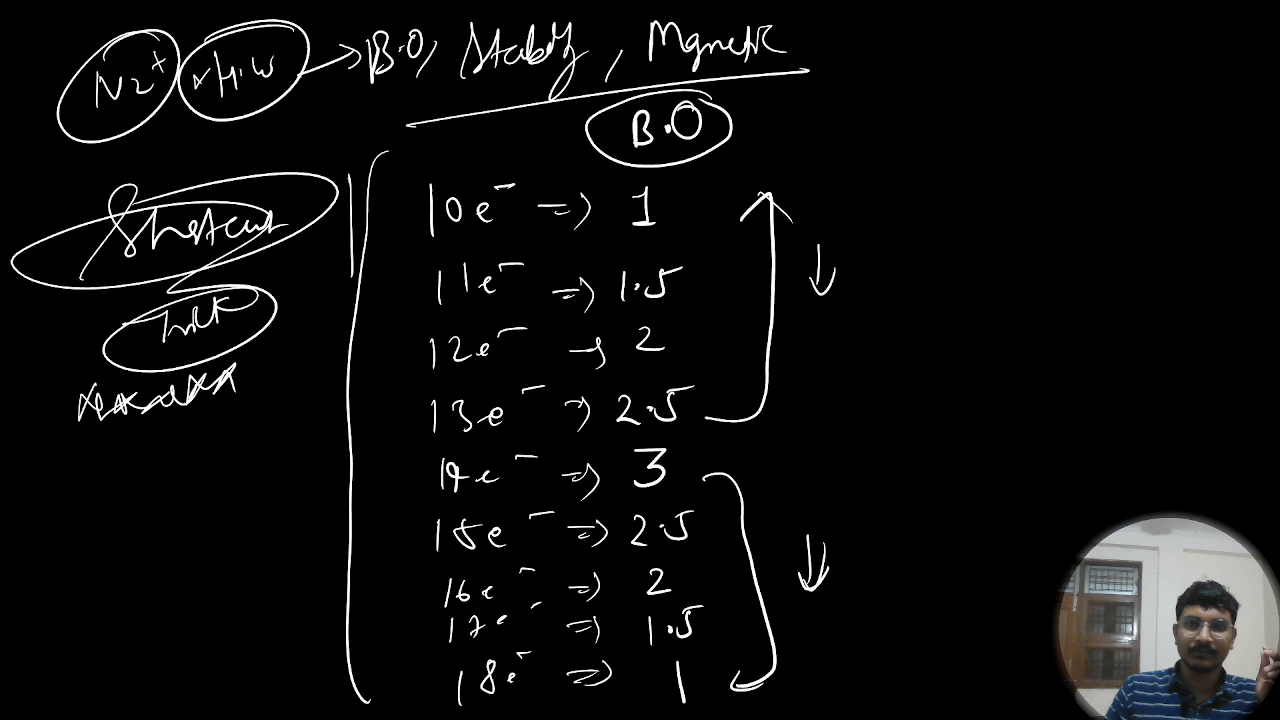 N2+ H.W → B.O, Stability, Magnetic
B.O
Shortcut
Trick
10e- => 1
11e- => 1.5
12e- → 2
13e- => 2.5
14e- => 3
15e- => 2.5
16e- => 2
17e- => 1.5
18e- => 1